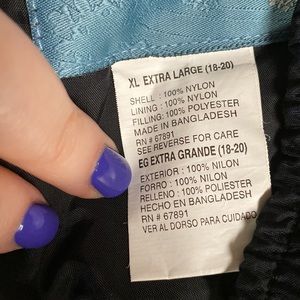 XL EXTRA LARGE (18-20)
SHELL : 100% NYLON
LINING : 100% NYLON
FILLING: 100% POLYESTER
MADE IN BANGLADESH
RN # 67891
SEE REVERSE FOR CARE
EG EXTRA GRANDE (18-20)
EXTERIOR : 100% NILON
FORRO : 100% NILON
RELLENO : 100% POLIESTER
HECHO EN BANGLADESH
RN # 67891
VER AL DORSO PARA CUIDADO